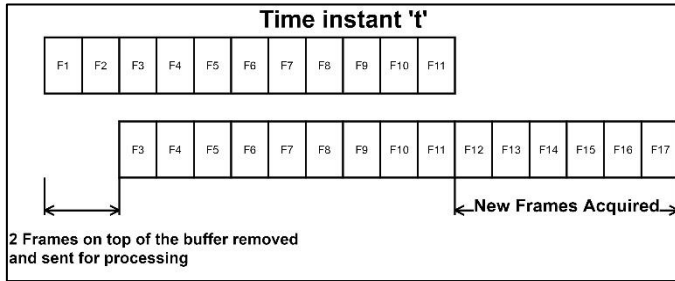 Time instant 't'
F1 F2 F3 F4 F5 F6 F7 F8 F9 F10 F11
F3 F4 F5 F6 F7 F8 F9 F10 F11 F12 F13 F14 F15 F16 F17
New Frames Acquired
2 Frames on top of the buffer removed
and sent for processing